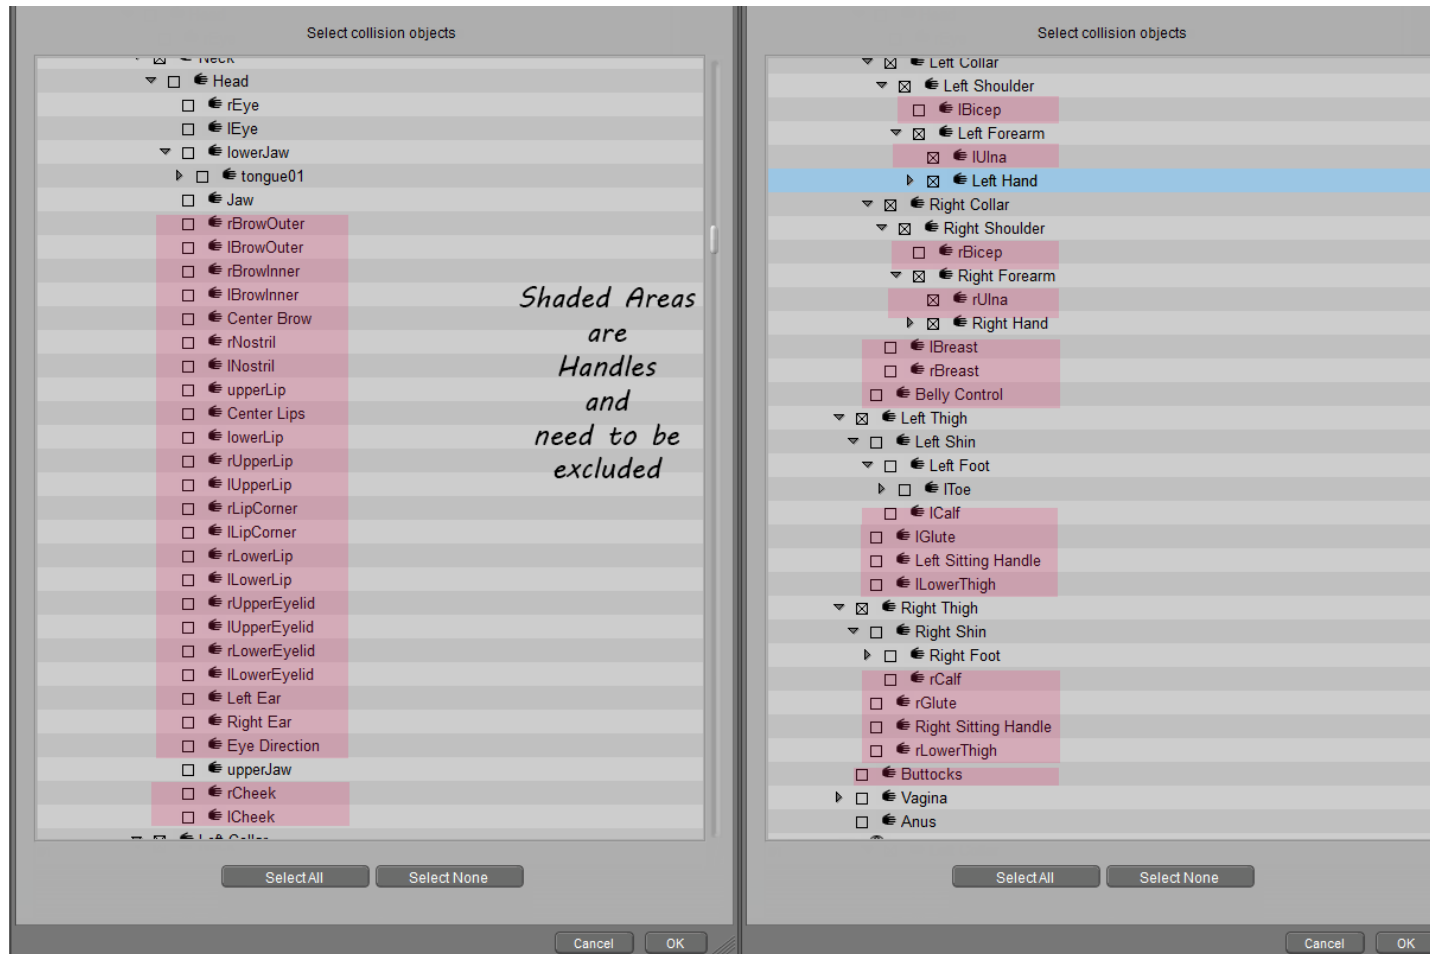 Select collision objects
Neck
Head
rEye
lEye
lowerJaw
tongue01
Jaw
rBrowOuter
lBrowOuter
rBrowInner
lBrowInner
Center Brow
rNostril
lNostril
upperLip
Center Lips
lowerLip
rUpperLip
lUpperLip
rLipCorner
lLipCorner
rLowerLip
lLowerLip
rUpperEyelid
lUpperEyelid
rLowerEyelid
lLowerEyelid
Left Ear
Right Ear
Eye Direction
upperJaw
rCheek
lCheek
Left Collar
Shaded Areas
are
Handles
and
need to be
excluded
Select All
Select None
Cancel
OK
Select collision objects
Left Collar
Left Shoulder
lBicep
Left Forearm
lUlna
Left Hand
Right Collar
Right Shoulder
rBicep
Right Forearm
rUlna
Right Hand
lBreast
rBreast
Belly Control
Left Thigh
Left Shin
Left Foot
lToe
lCalf
lGlute
Left Sitting Handle
lLowerThigh
Right Thigh
Right Shin
Right Foot
rCalf
rGlute
Right Sitting Handle
rLowerThigh
Buttocks
Vagina
Anus
Select All
Select None
Cancel
OK